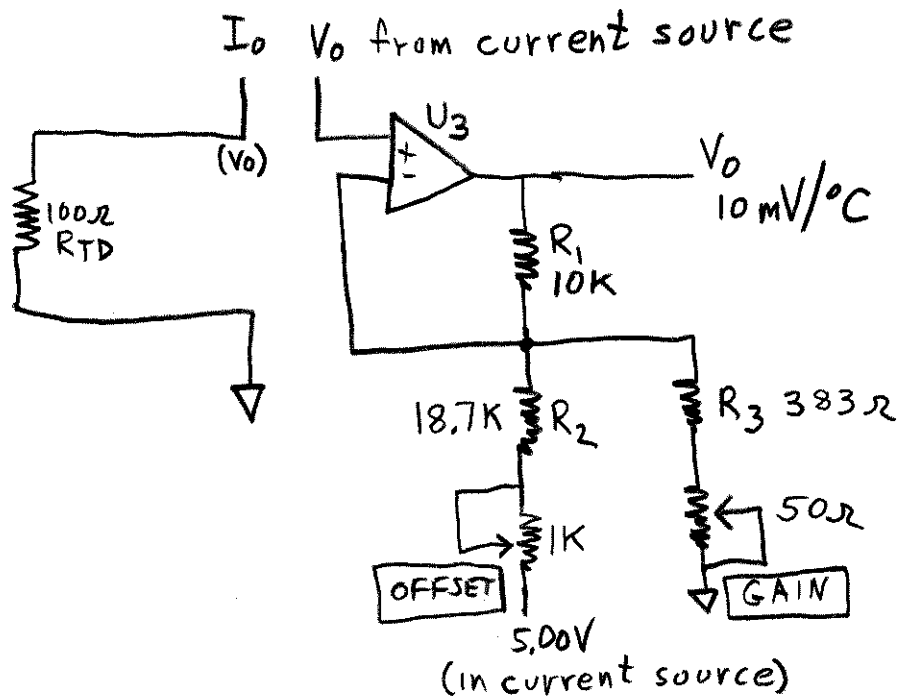 I₀ V₀ from current source
(V₀)
U₃
+
-
V₀
10 mV/°C
100Ω
RTD
R₁
10K
18.7K R₂
R₃ 383Ω
1K
50Ω
OFFSET
GAIN
5.00V
(in current source)